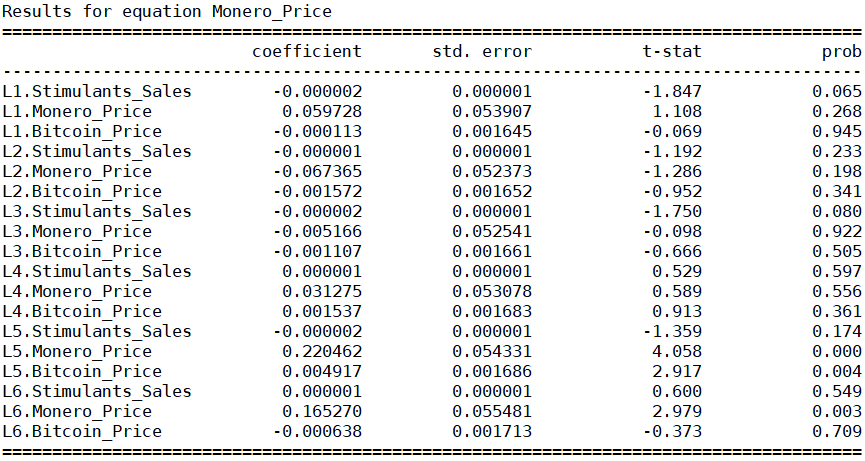 Results for equation Monero_Price
======================================================================================
                         coefficient       std. error           t-stat            prob
--------------------------------------------------------------------------------------
L1.Stimulants_Sales        -0.000002         0.000001           -1.847           0.065
L1.Monero_Price             0.059728         0.053907            1.108           0.268
L1.Bitcoin_Price           -0.000113         0.001645           -0.069           0.945
L2.Stimulants_Sales        -0.000001         0.000001           -1.192           0.233
L2.Monero_Price            -0.067365         0.052373           -1.286           0.198
L2.Bitcoin_Price           -0.001572         0.001652           -0.952           0.341
L3.Stimulants_Sales        -0.000002         0.000001           -1.750           0.080
L3.Monero_Price            -0.005166         0.052541           -0.098           0.922
L3.Bitcoin_Price           -0.001107         0.001661           -0.666           0.505
L4.Stimulants_Sales         0.000001         0.000001            0.529           0.597
L4.Monero_Price             0.031275         0.053078            0.589           0.556
L4.Bitcoin_Price            0.001537         0.001683            0.913           0.361
L5.Stimulants_Sales        -0.000002         0.000001           -1.359           0.174
L5.Monero_Price             0.220462         0.054331            4.058           0.000
L5.Bitcoin_Price            0.004917         0.001686            2.917           0.004
L6.Stimulants_Sales         0.000001         0.000001            0.600           0.549
L6.Monero_Price             0.165270         0.055481            2.979           0.003
L6.Bitcoin_Price           -0.000638         0.001713           -0.373           0.709
======================================================================================